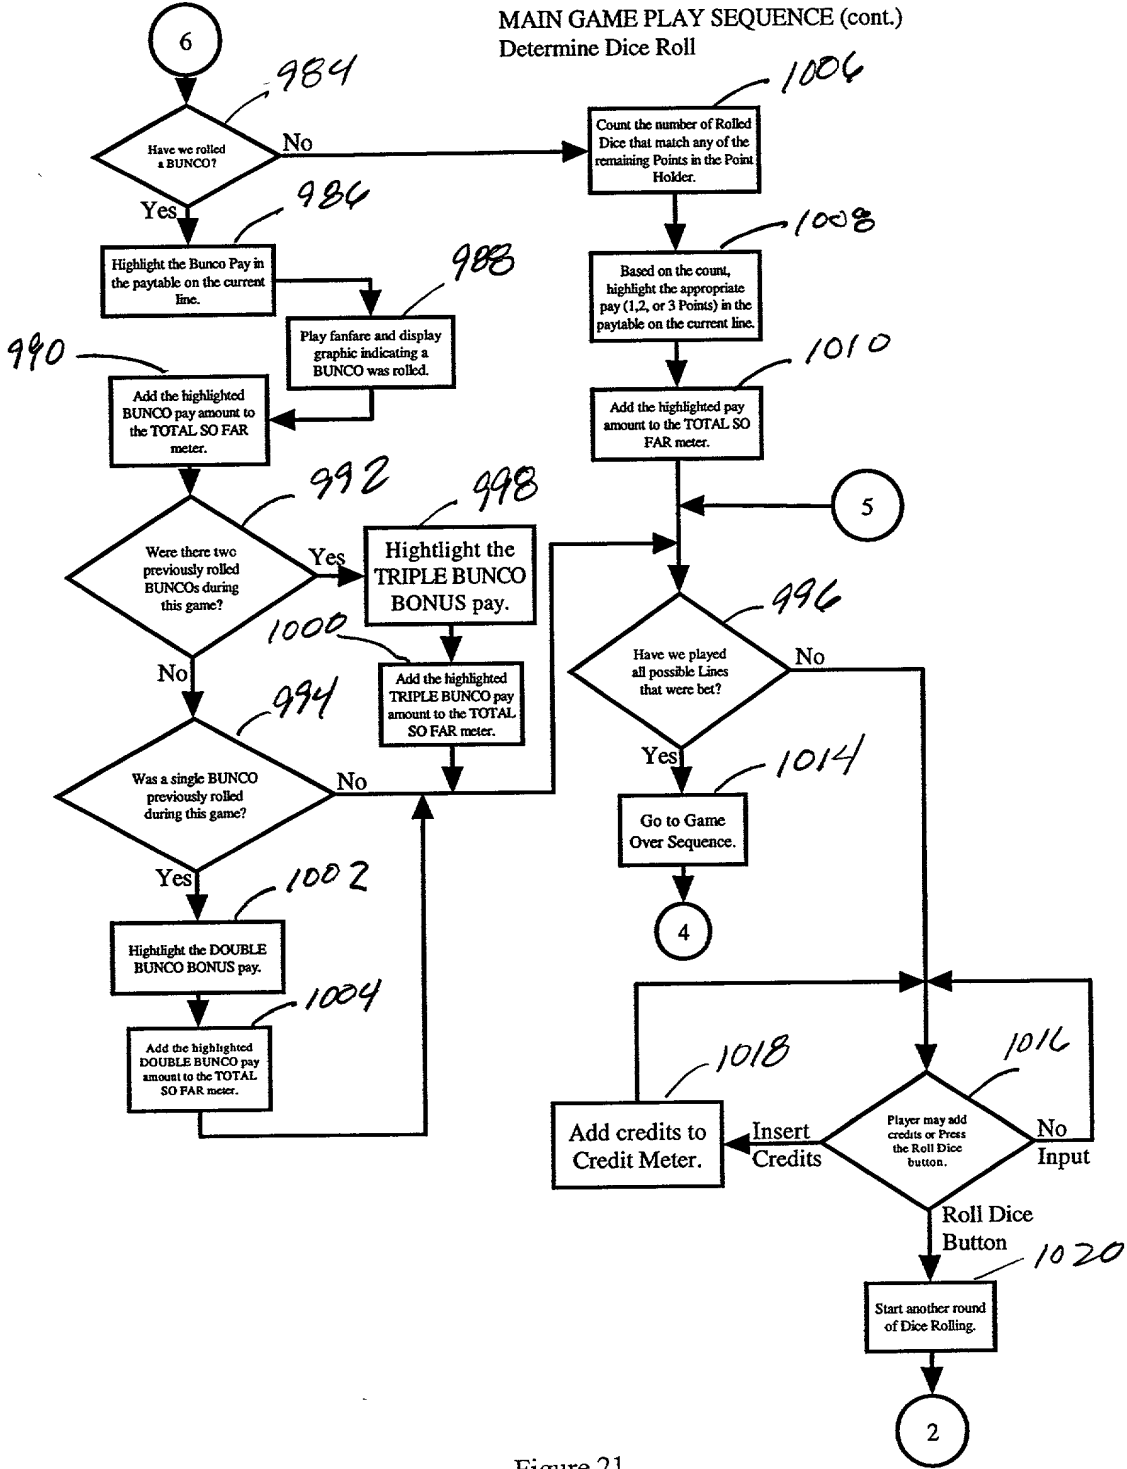 MAIN GAME PLAY SEQUENCE (cont.)
Determine Dice Roll
6
984
Have we rolled
a BUNCO?
No
Yes
986
Highlight the Bunco Pay in
the paytable on the current
line.
988
Play fanfare and display
graphic indicating a
BUNCO was rolled.
990
Add the highlighted
BUNCO pay amount to
the TOTAL SO FAR
meter.
992
Were there two
previously rolled
BUNCOs during
this game?
Yes
No
998
Hightlight the
TRIPLE BUNCO
BONUS pay.
1000
Add the highlighted
TRIPLE BUNCO pay
amount to the TOTAL
SO FAR meter.
994
Was a single BUNCO
previously rolled
during this game?
No
Yes
1002
Highlight the DOUBLE
BUNCO BONUS pay.
1004
Add the highlighted
DOUBLE BUNCO pay
amount to the TOTAL
SO FAR meter.
1006
Count the number of Rolled
Dice that match any of the
remaining Points in the Point
Holder.
1008
Based on the count,
highlight the appropriate
pay (1,2, or 3 Points) in the
paytable on the current line.
1010
Add the highlighted pay
amount to the TOTAL SO
FAR meter.
5
996
Have we played
all possible Lines
that were bet?
No
Yes
1014
Go to Game
Over Sequence.
4
1016
Player may add
credits or Press
the Roll Dice
button.
No
Input
Insert
Credits
1018
Add credits to
Credit Meter.
Roll Dice
Button
1020
Start another round
of Dice Rolling.
2
Figure 21